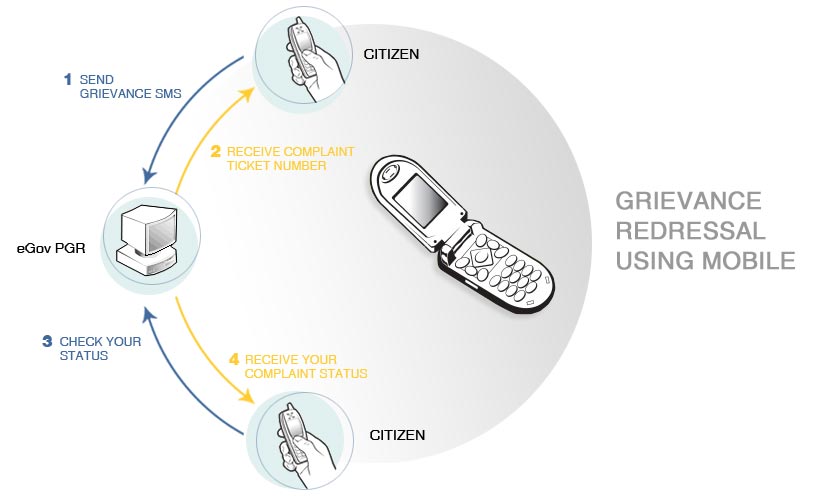 CITIZEN
1 SEND
GRIEVANCE SMS
2 RECEIVE COMPLAINT
TICKET NUMBER
GRIEVANCE
REDRESSAL
USING MOBILE
eGov PGR
3 CHECK YOUR
STATUS
4 RECEIVE YOUR
COMPLAINT STATUS
CITIZEN